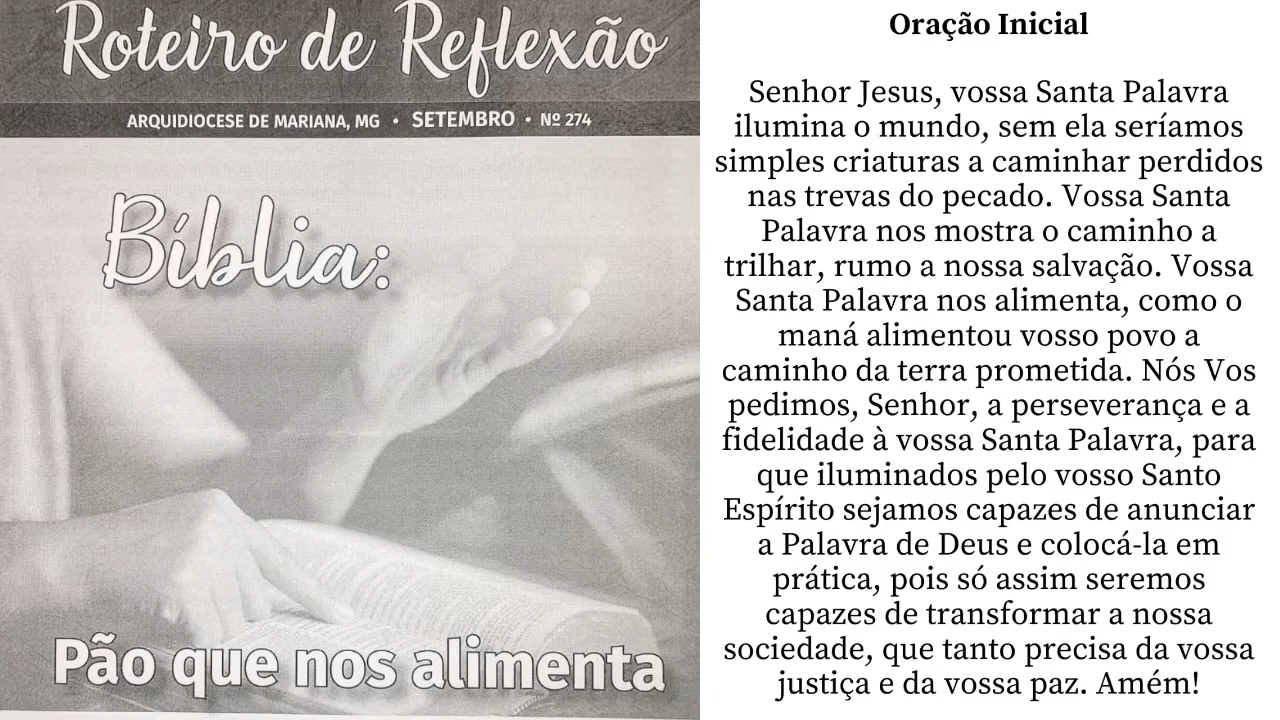 Roteiro de Reflexão
ARQUIDIOCESE DE MARIANA, MG • SETEMBRO • Nº 274
Bíblia:
Pão que nos alimenta
Oração Inicial
Senhor Jesus, vossa Santa Palavra
ilumina o mundo, sem ela seríamos
simples criaturas a caminhar perdidos
nas trevas do pecado. Vossa Santa
Palavra nos mostra o caminho a
trilhar, rumo a nossa salvação. Vossa
Santa Palavra nos alimenta, como o
maná alimentou vosso povo a
caminho da terra prometida. Nós Vos
pedimos, Senhor, a perseverança e a
fidelidade à vossa Santa Palavra, para
que iluminados pelo vosso Santo
Espírito sejamos capazes de anunciar
a Palavra de Deus e colocá-la em
prática, pois só assim seremos
capazes de transformar a nossa
sociedade, que tanto precisa da vossa
justiça e da vossa paz. Amém!